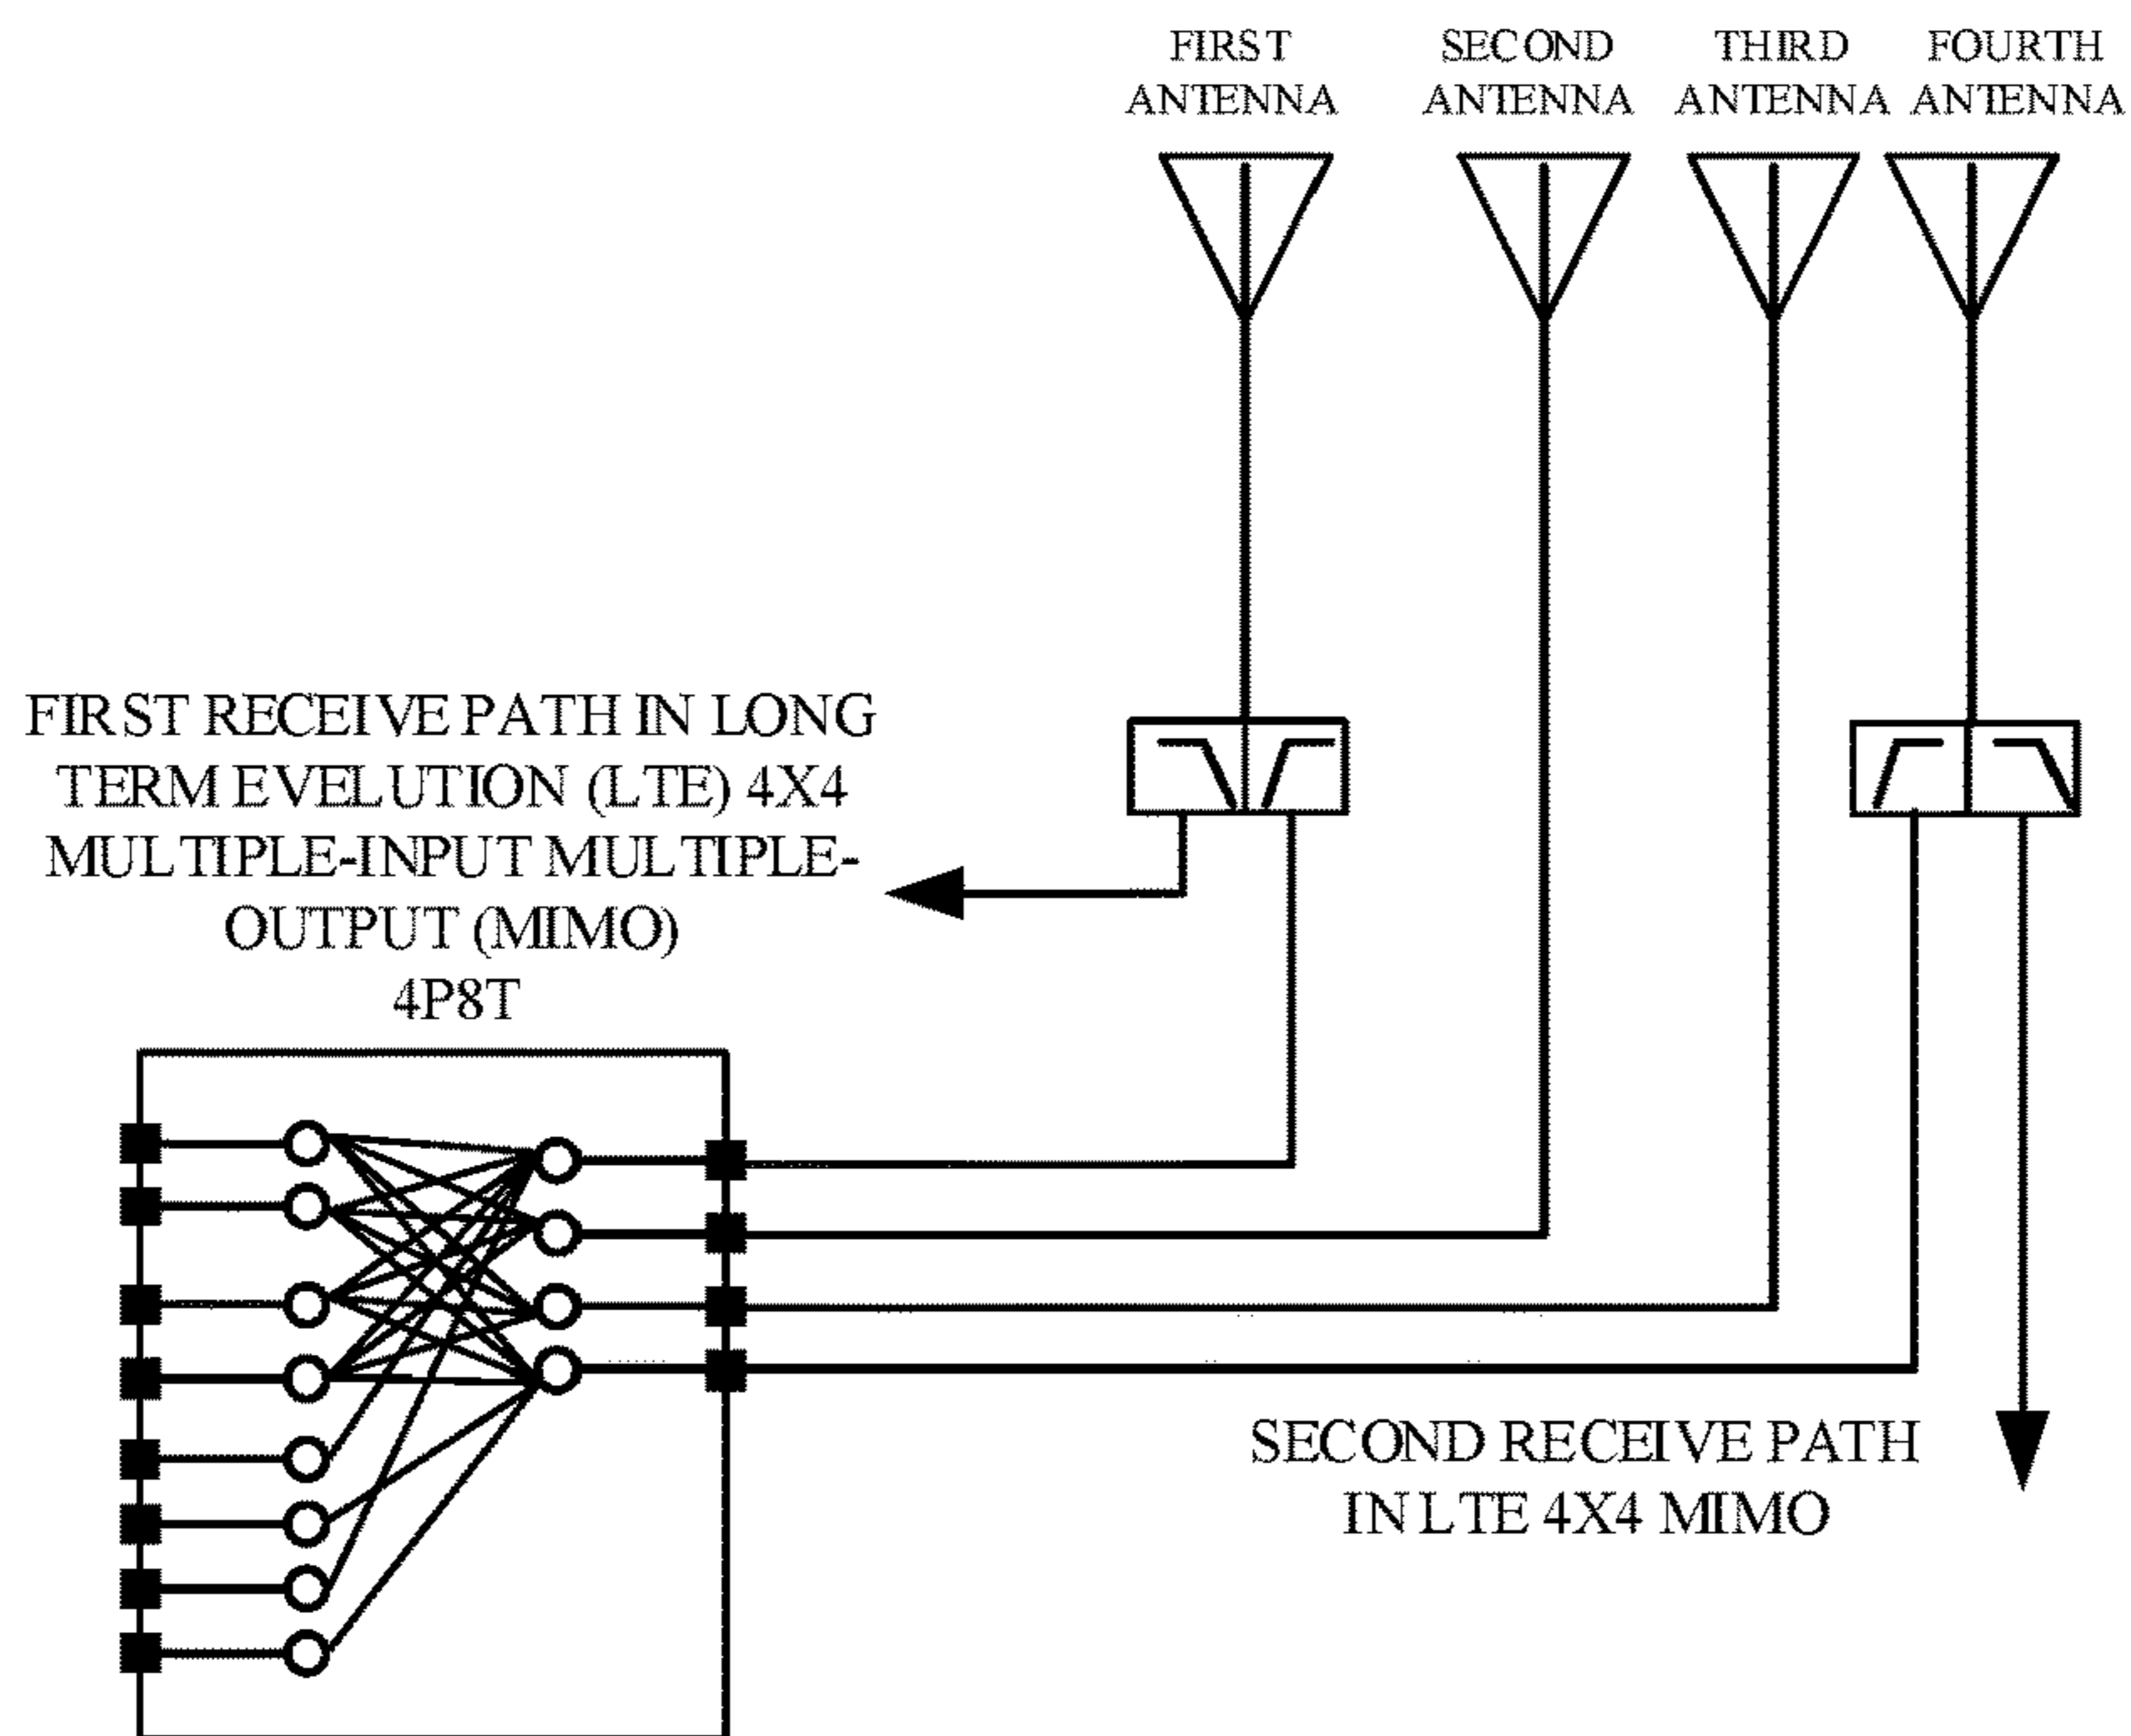 FIRST
ANTENNA
SECOND
ANTENNA
THIRD
ANTENNA
FOURTH
ANTENNA
FIRST RECEIVE PATH IN LONG
TERM EVELUTION (LTE) 4X4
MULTIPLE-INPUT MULTIPLE-
OUTPUT (MIMO)
4P8T
SECOND RECEIVE PATH
IN LTE 4X4 MIMO